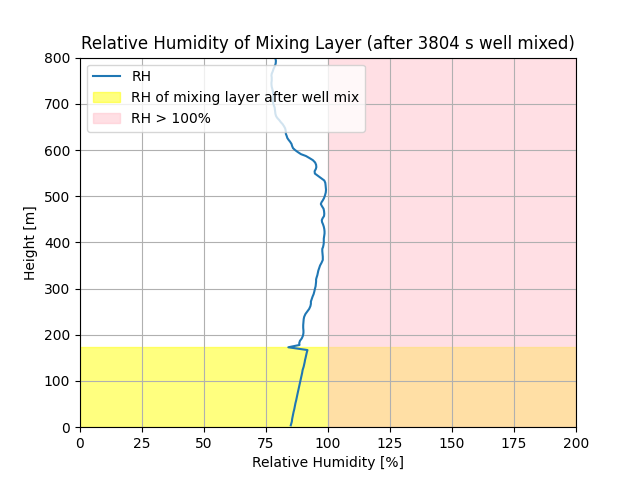 Relative Humidity of Mixing Layer (after 3804 s well mixed)
800
700
600
500
400
300
200
100
0
Height [m]
RH
RH of mixing layer after well mix
RH > 100%
0 25 50 75 100 125 150 175 200
Relative Humidity [%]